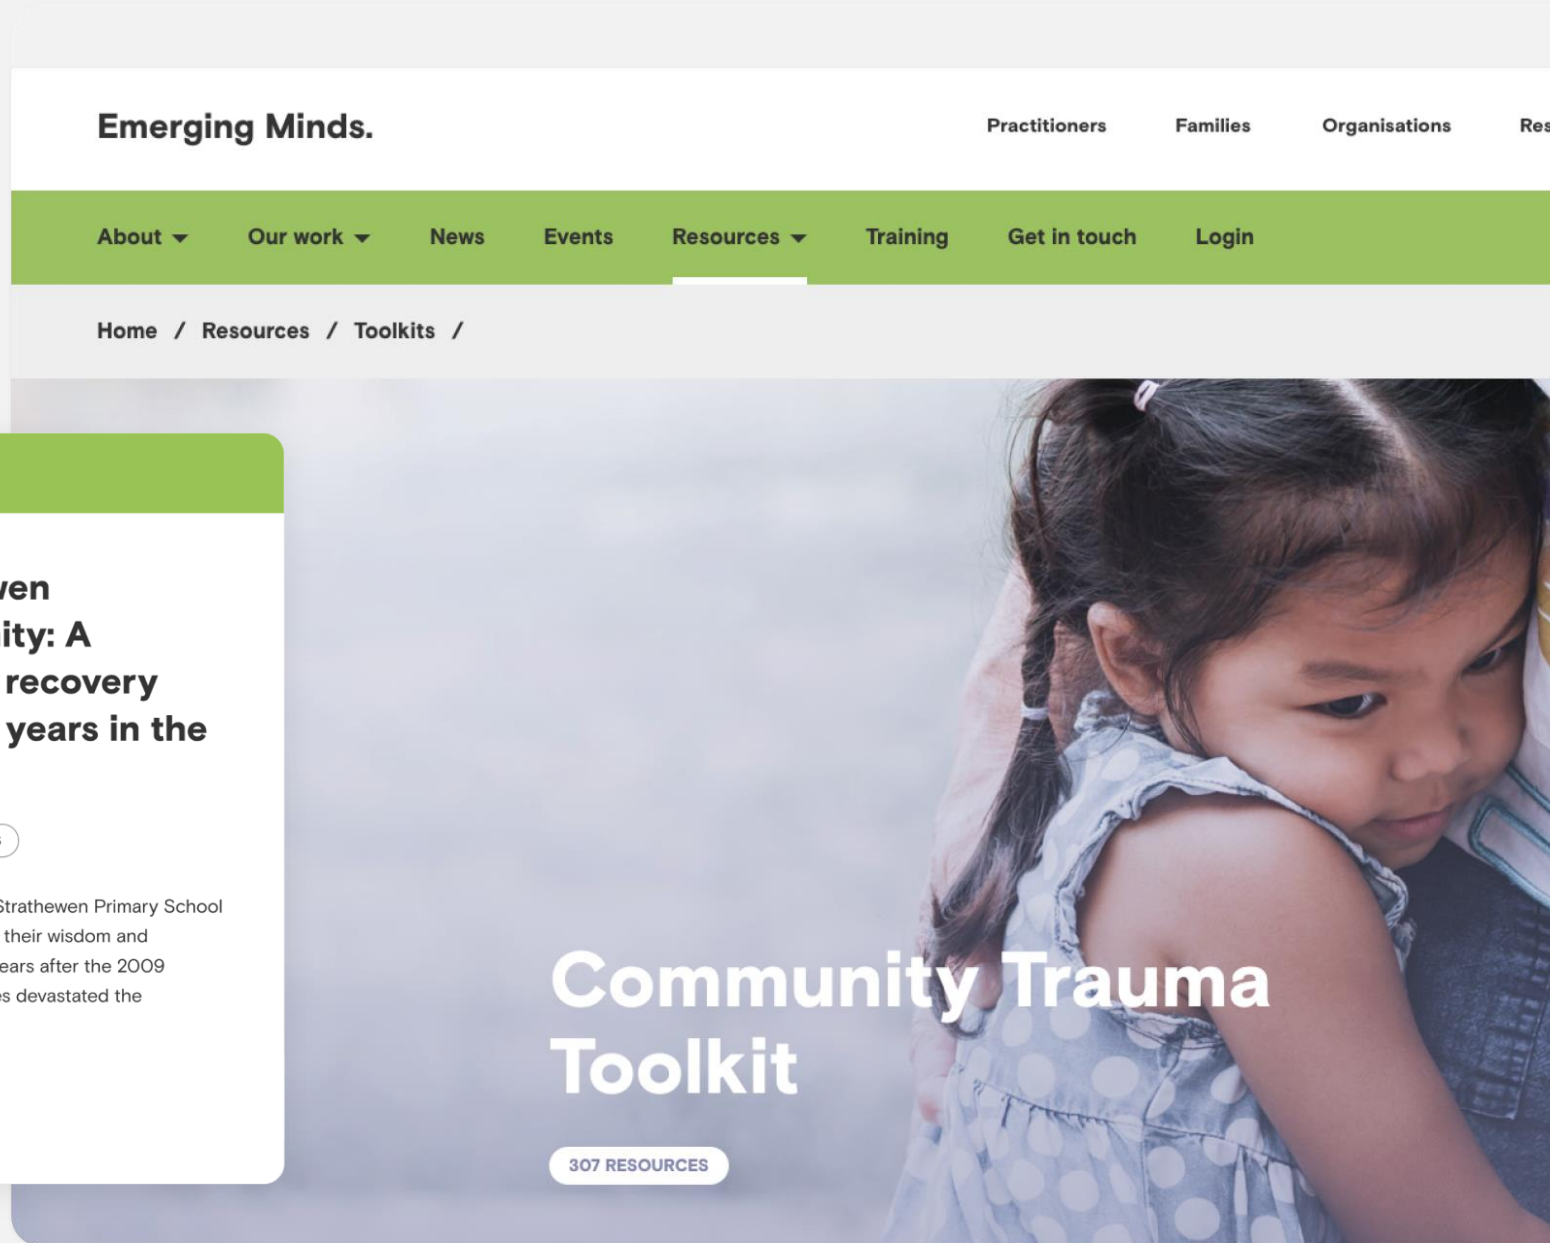 Emerging Minds.
Practitioners Families Organisations
About Our work News Events Resources Training Get in touch Login
Home / Resources / Toolkits /
A
recovery
years in the
Strathewen Primary School
their wisdom and
after the 2009
devastated the
Community Trauma
Toolkit
307 RESOURCES